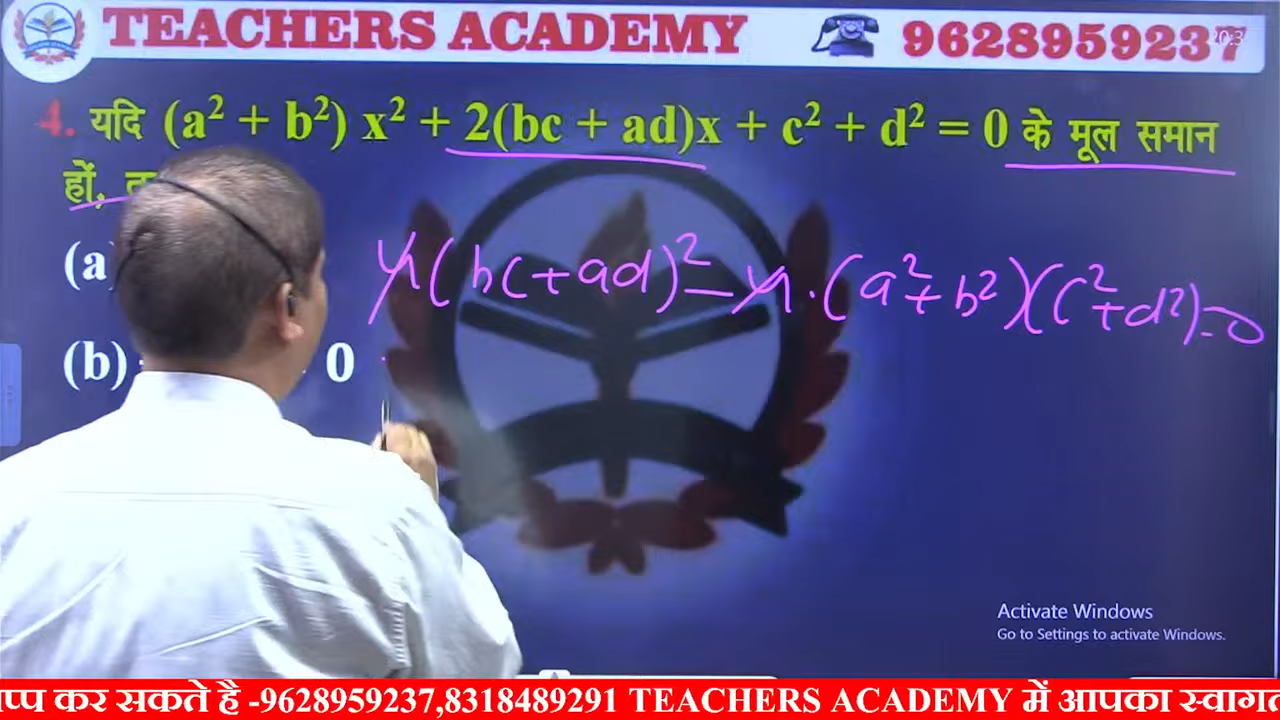 TEACHERS ACADEMY 9628959237
4. यदि (a² + b²) x² + 2(bc + ad)x + c² + d² = 0 के मूल समान
हों,
(a)
4(bc+ad)² - 4.(a²+b²)(c²+d²)=0
(b) 0
Activate Windows
Go to Settings to activate Windows.
कर सकते है -9628959237,8318489291 TEACHERS ACADEMY में आपका स्वागत